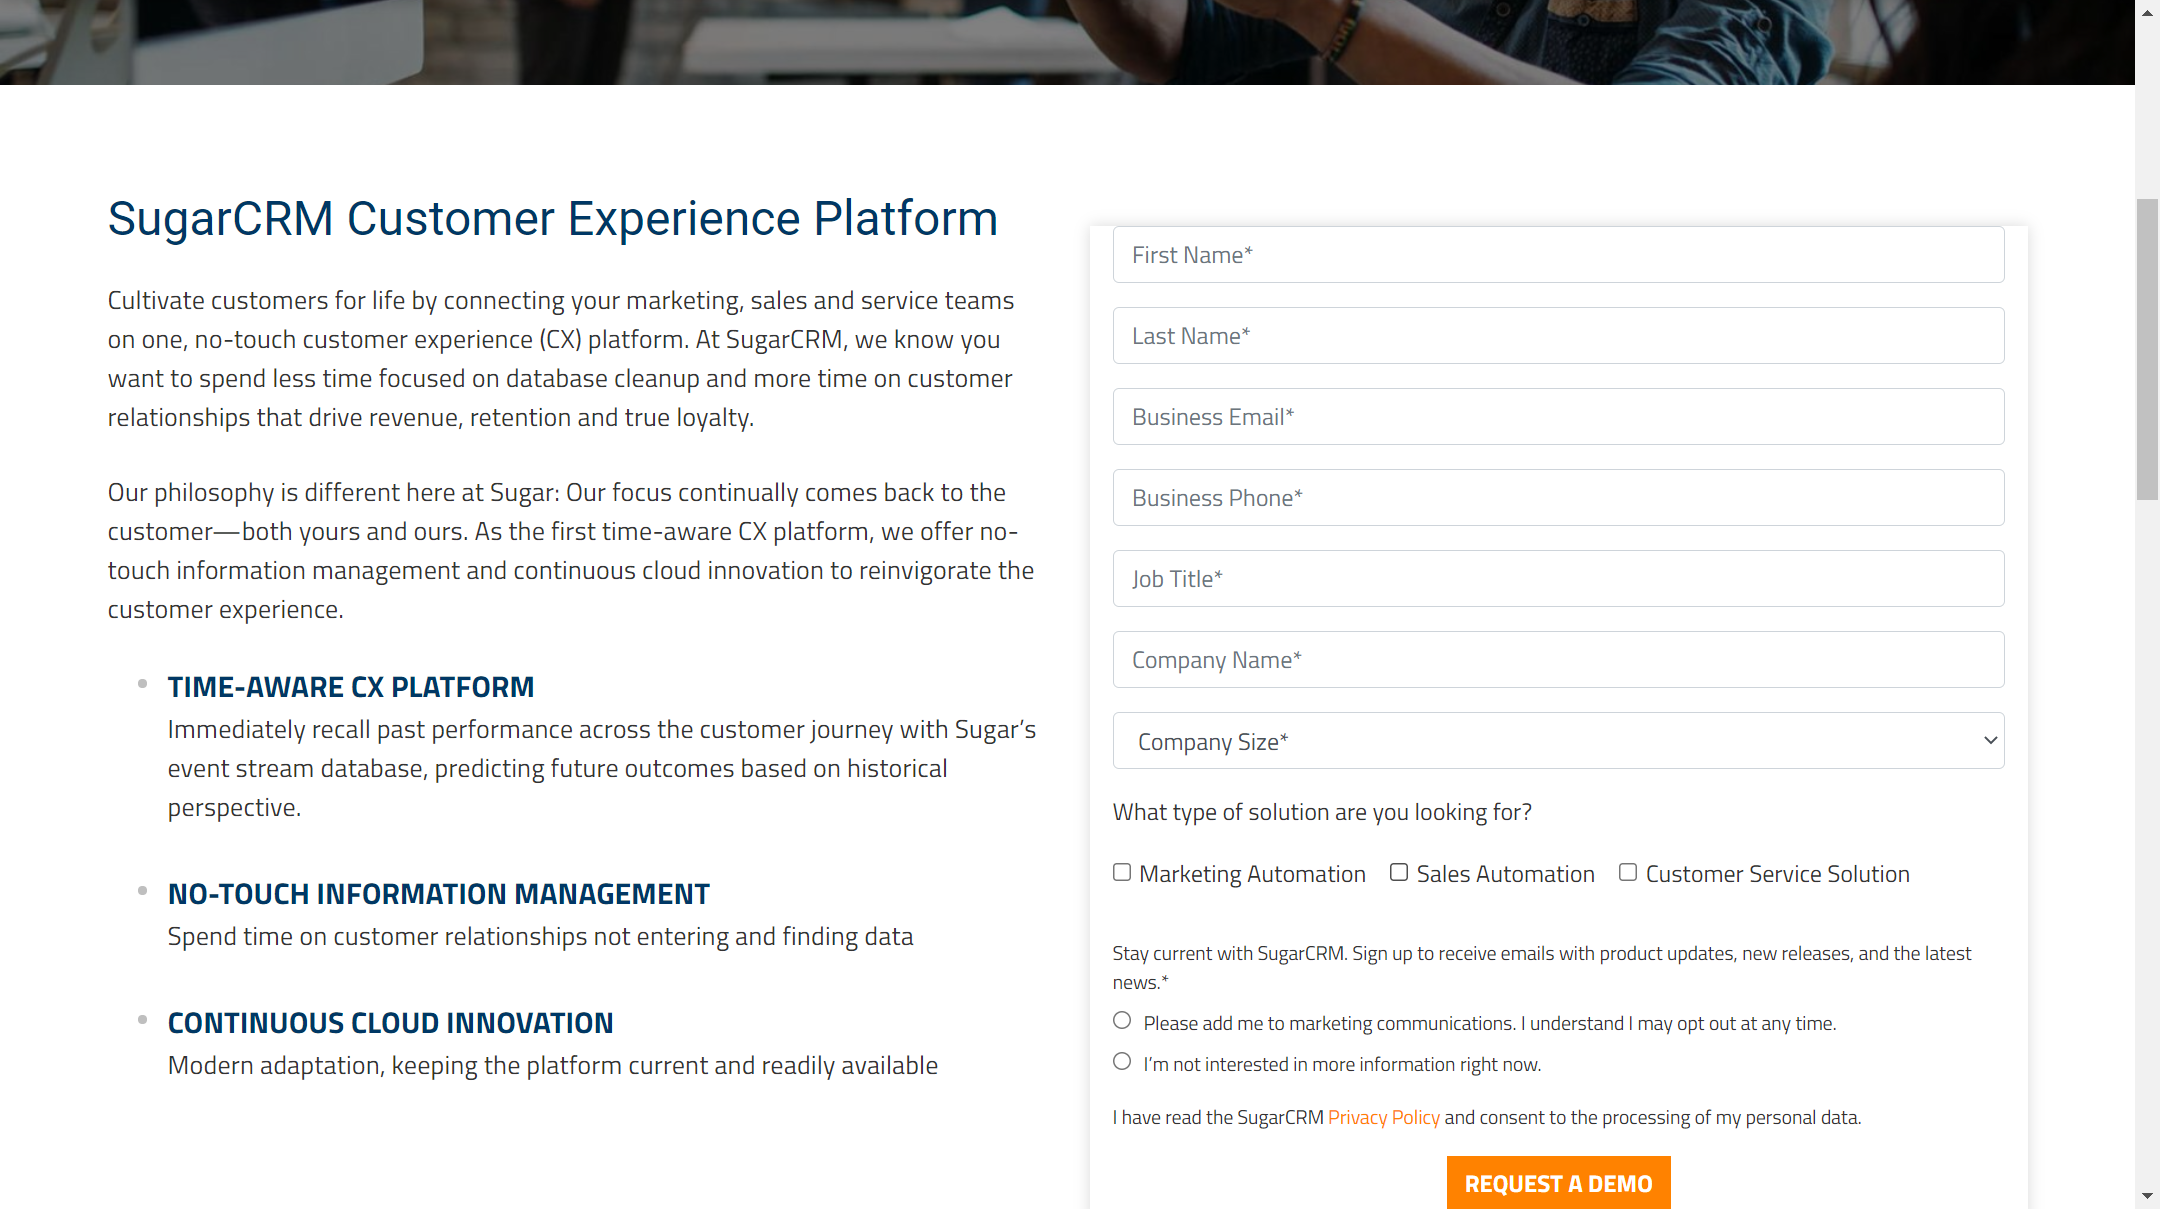 SugarCRM Customer Experience Platform
Cultivate customers for life by connecting your marketing, sales and service teams
on one, no-touch customer experience (CX) platform. At SugarCRM, we know you
want to spend less time focused on database cleanup and more time on customer
relationships that drive revenue, retention and true loyalty.
Our philosophy is different here at Sugar: Our focus continually comes back to the
customer—both yours and ours. As the first time-aware CX platform, we offer no-
touch information management and continuous cloud innovation to reinvigorate the
customer experience.
TIME-AWARE CX PLATFORM
Immediately recall past performance across the customer journey with Sugar’s
event stream database, predicting future outcomes based on historical
perspective.
NO-TOUCH INFORMATION MANAGEMENT
Spend time on customer relationships not entering and finding data
CONTINUOUS CLOUD INNOVATION
Modern adaptation, keeping the platform current and readily available
First Name*
Last Name*
Business Email*
Business Phone*
Job Title*
Company Name*
Company Size*
What type of solution are you looking for?
Marketing Automation Sales Automation Customer Service Solution
Stay current with SugarCRM. Sign up to receive emails with product updates, new releases, and the latest
news.*
Please add me to marketing communications. I understand I may opt out at any time.
I’m not interested in more information right now.
I have read the SugarCRM Privacy Policy and consent to the processing of my personal data.
REQUEST A DEMO